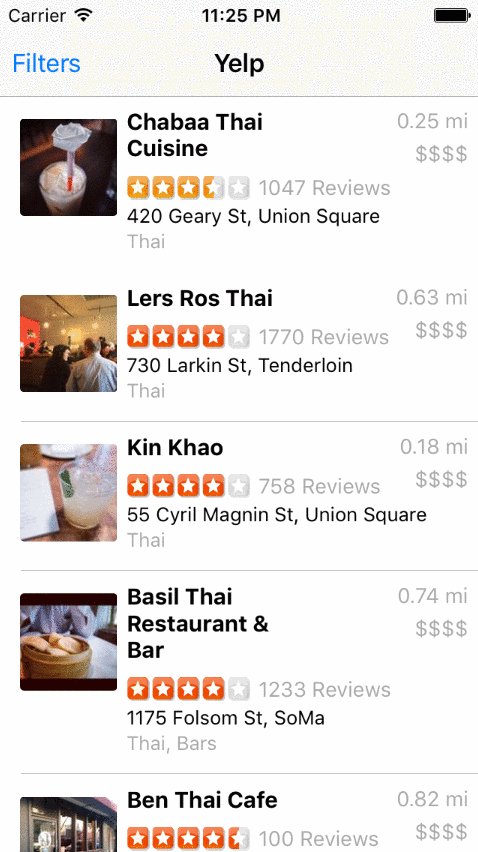 Carrier 11:25 PM
Filters Yelp
Chabaa Thai 0.25 mi
Cuisine $$$$
1047 Reviews
420 Geary St, Union Square
Thai
Lers Ros Thai 0.63 mi
1770 Reviews $$$$
730 Larkin St, Tenderloin
Thai
Kin Khao 0.18 mi
758 Reviews $$$$
55 Cyril Magnin St, Union Square
Thai
Basil Thai 0.74 mi
Restaurant & $$$$
Bar
1233 Reviews
1175 Folsom St, SoMa
Thai, Bars
Ben Thai Cafe 0.82 mi
100 Reviews $$$$